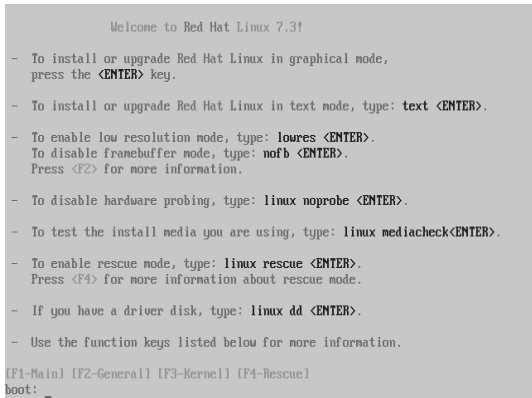 Welcome to Red Hat Linux 7.3!
- To install or upgrade Red Hat Linux in graphical mode,
press the <ENTER> key.
- To install or upgrade Red Hat Linux in text mode, type: text <ENTER>.
- To enable low resolution mode, type: lowres <ENTER>.
To disable framebuffer mode, type: nofb <ENTER>.
Press <F2> for more information.
- To disable hardware probing, type: linux noprobe <ENTER>.
- To test the install media you are using, type: linux mediacheck<ENTER>.
- To enable rescue mode, type: linux rescue <ENTER>.
Press <F4> for more information about rescue mode.
- If you have a driver disk, type: linux dd <ENTER>.
- Use the function keys listed below for more information.
[F1-Main] [F2-General] [F3-Kernel] [F4-Rescue]
boot: _